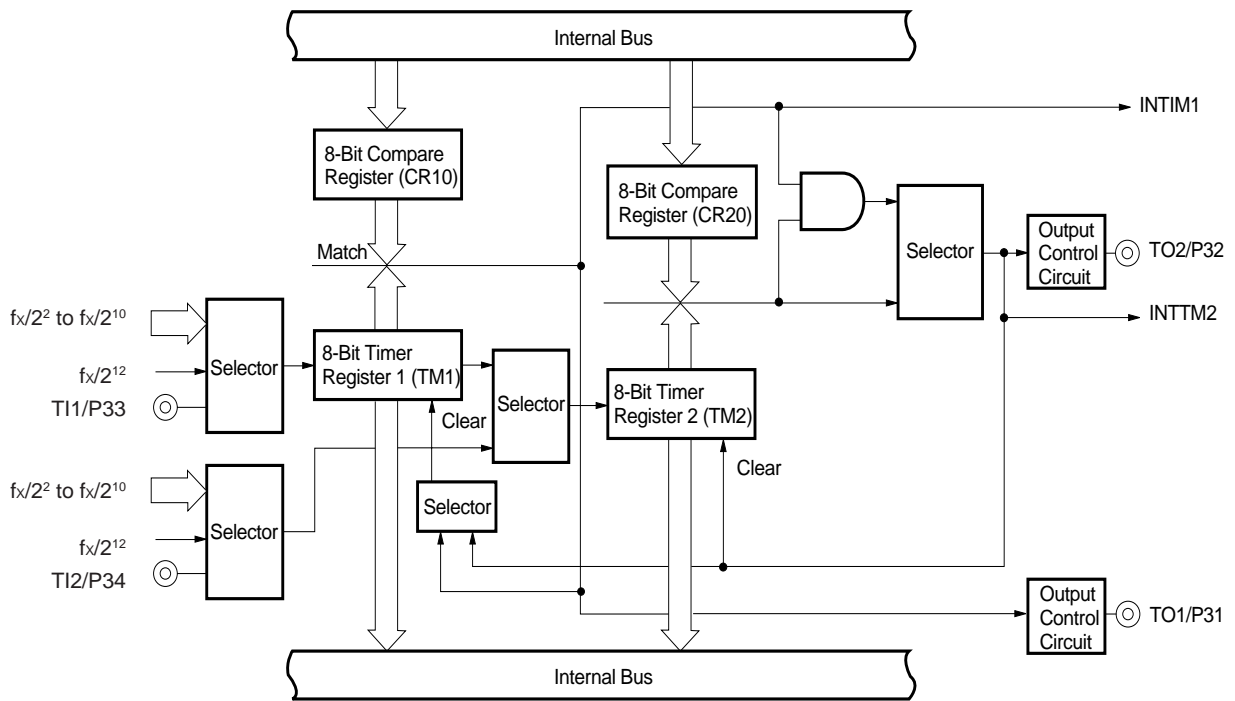 Internal Bus
INTIM1
8-Bit Compare
Register (CR10)
8-Bit Compare
Register (CR20)
Selector
Output
Control
Circuit
TO2/P32
Match
INTTM2
fx/2² to fx/2¹⁰
fx/2¹²
TI1/P33
Selector
8-Bit Timer
Register 1 (TM1)
Clear
Selector
8-Bit Timer
Register 2 (TM2)
Clear
fx/2² to fx/2¹⁰
fx/2¹²
TI2/P34
Selector
Selector
Output
Control
Circuit
TO1/P31
Internal Bus